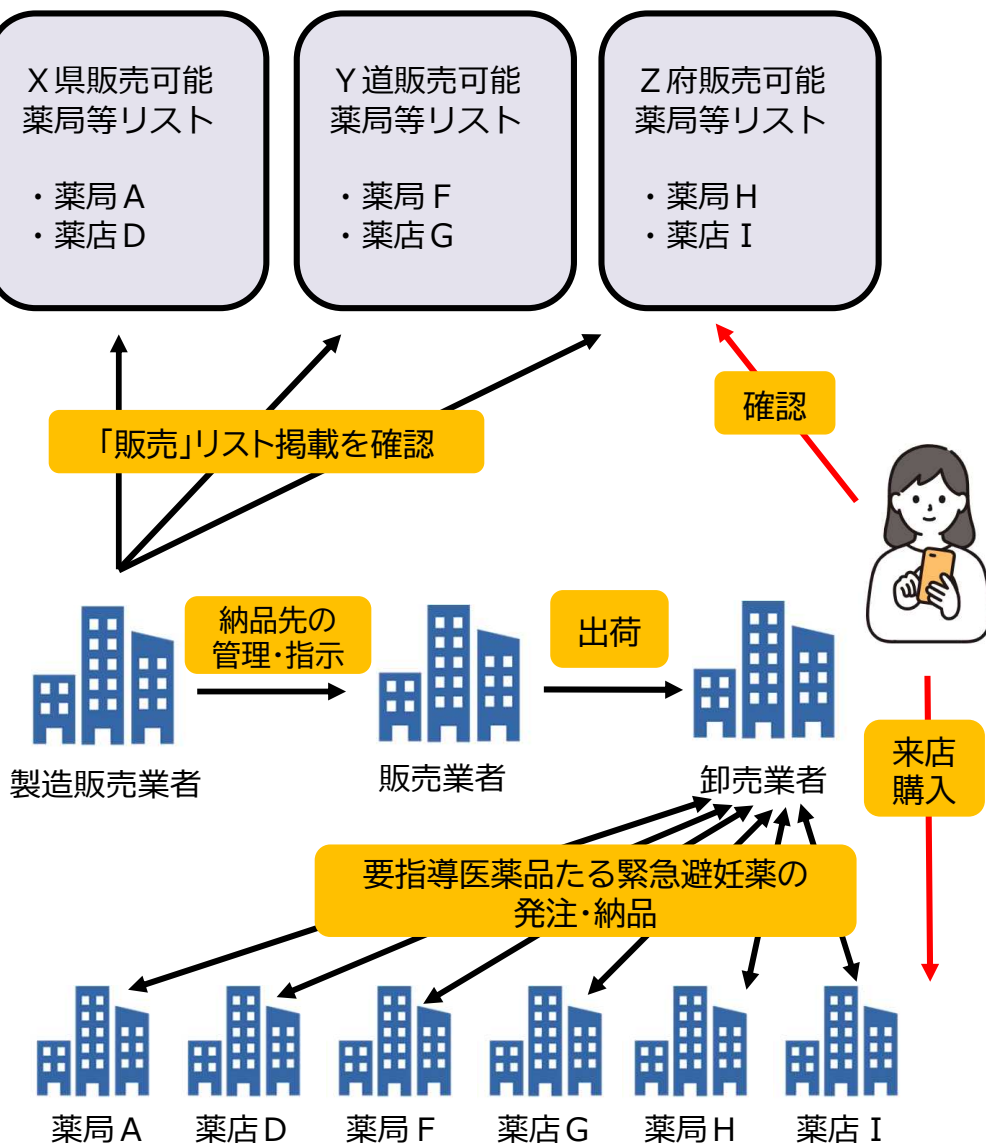 X県販売可能
薬局等リスト
・薬局A
・薬店D
Y道販売可能
薬局等リスト
・薬局F
・薬店G
Z府販売可能
薬局等リスト
・薬局H
・薬店I
「販売」リスト掲載を確認
確認
納品先の
管理・指示
出荷
製造販売業者
販売業者
卸売業者
来店
購入
要指導医薬品たる緊急避妊薬の
発注・納品
薬局A
薬店D
薬局F
薬店G
薬局H
薬店I